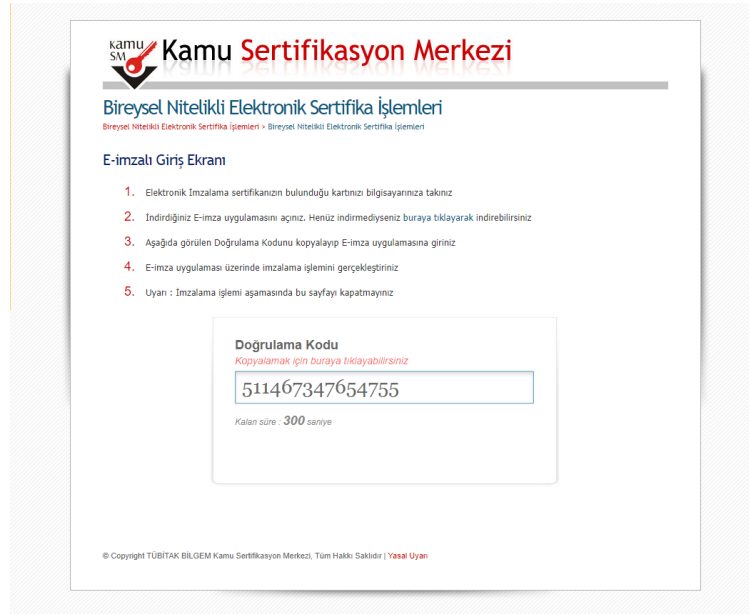 Kamu
SM
Kamu Sertifikasyon Merkezi
Bireysel Nitelikli Elektronik Sertifika İşlemleri
Bireysel Nitelikli Elektronik Sertifika İşlemleri > Bireysel Nitelikli Elektronik Sertifika İşlemleri
E-imzalı Giriş Ekranı
1. Elektronik İmzalama sertifikanızın bulunduğu kartınızı bilgisayarınıza takınız
2. İndirdiğiniz E-imza uygulamasını açınız. Henüz indirmediyseniz buraya tıklayarak indirebilirsiniz
3. Aşağıda görülen Doğrulama Kodunu kopyalayıp E-imza uygulamasına giriniz
4. E-imza uygulaması üzerinde imzalama işlemini gerçekleştiriniz
5. Uyarı : İmzalama işlemi aşamasında bu sayfayı kapatmayınız
Doğrulama Kodu
Kopyalamak için buraya tıklayabilirsiniz
511467347654755
Kalan süre : 300 saniye
© Copyright TÜBİTAK BİLGEM Kamu Sertifikasyon Merkezi, Tüm Hakkı Saklıdır | Yasal Uyarı